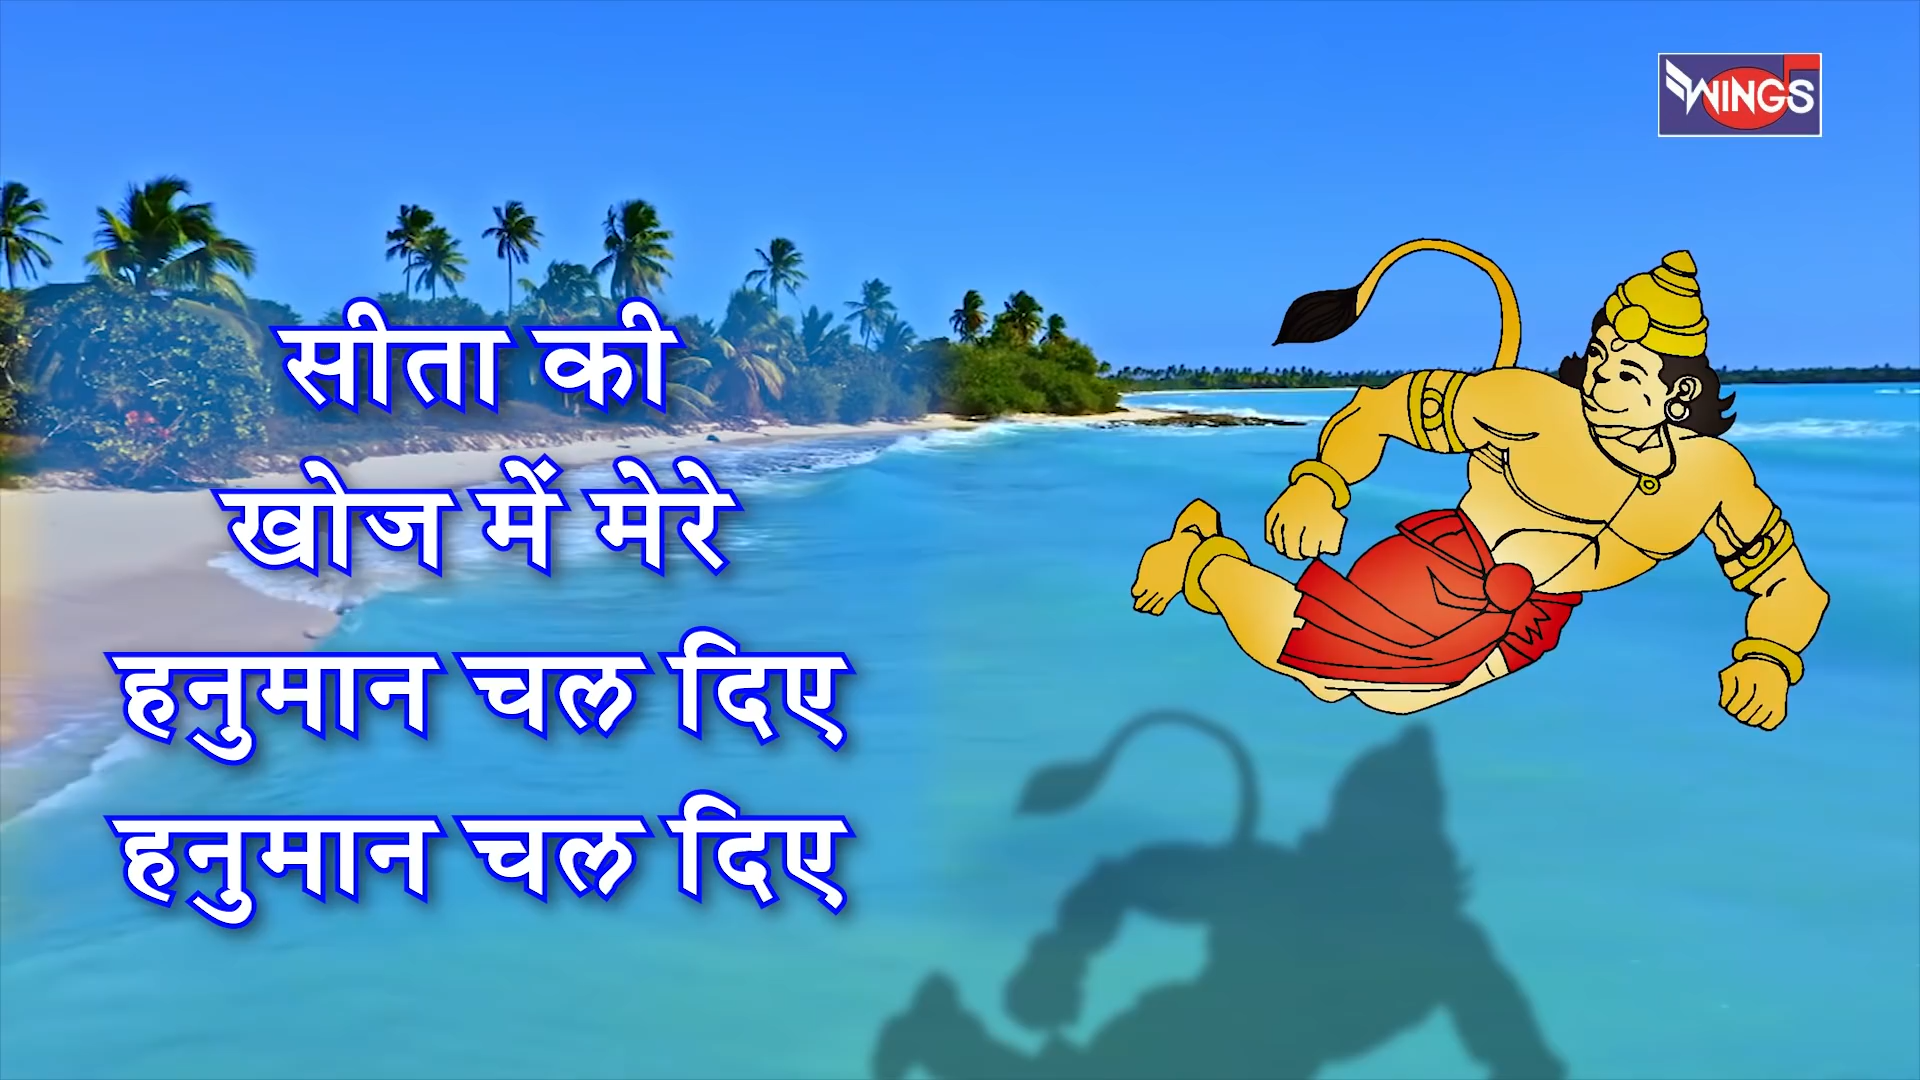 WINGS
सीता की
खोज में मेरे
हनुमान चल दिए
हनुमान चल दिए